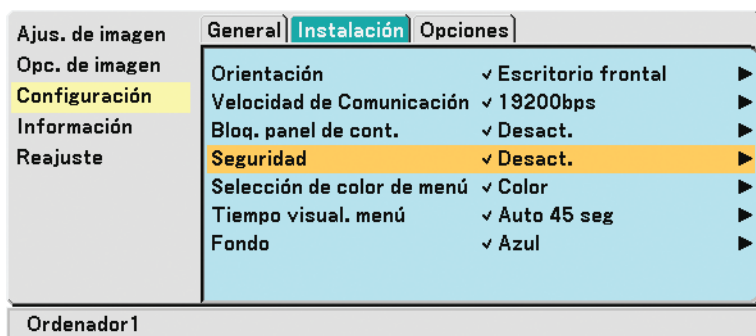 Ajus. de imagen
Opc. de imagen
Configuración
Información
Reajuste
General Instalación Opciones
Orientación ✓ Escritorio frontal ▶
Velocidad de Comunicación ✓ 19200bps ▶
Bloq. panel de cont. ✓ Desact. ▶
Seguridad ✓ Desact. ▶
Selección de color de menú ✓ Color ▶
Tiempo visual. menú ✓ Auto 45 seg ▶
Fondo ✓ Azul ▶
Ordenador1